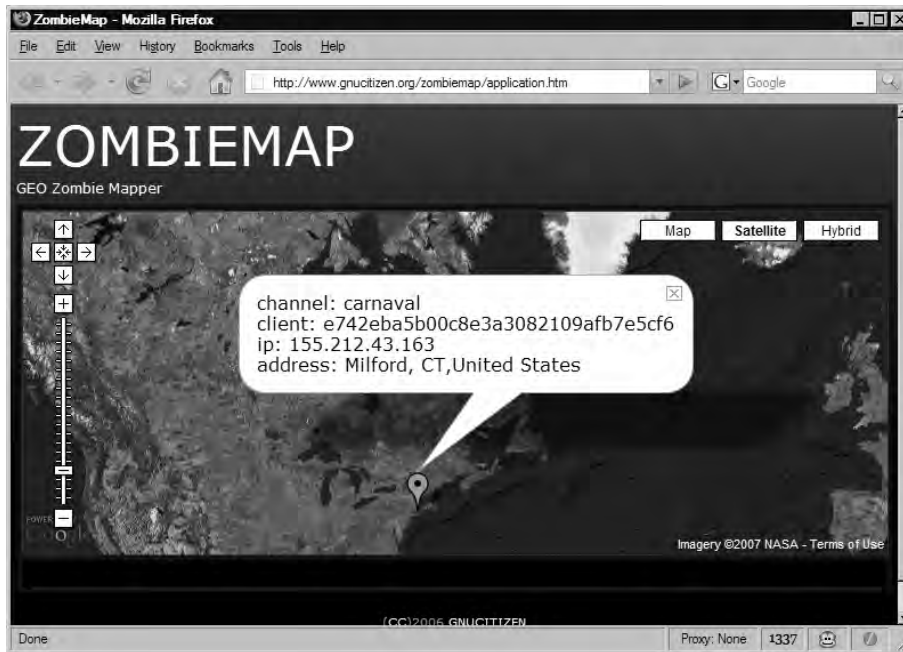 ZombieMap - Mozilla Firefox
File Edit View History Bookmarks Tools Help
http://www.gnucitizen.org/zombiemap/application.htm
G Google
ZOMBIEMAP
GEO Zombie Mapper
Map Satellite Hybrid
channel: carnaval
client: e742eba5b00c8e3a3082109afb7e5cf6
ip: 155.212.43.163
address: Milford, CT,United States
Imagery ©2007 NASA - Terms of Use
(CC)2006 GNUCITIZEN
Done Proxy: None 1337